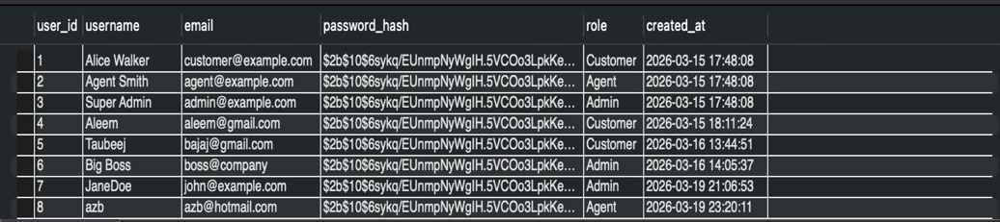 user_id username email password_hash role created_at
1 Alice Walker customer@example.com $2b$10$6sykq/EUnmpNyWglH.5VCOo3LpkKe... Customer 2026-03-15 17:48:08
2 Agent Smith agent@example.com $2b$10$6sykq/EUnmpNyWglH.5VCOo3LpkKe... Agent 2026-03-15 17:48:08
3 Super Admin admin@example.com $2b$10$6sykq/EUnmpNyWglH.5VCOo3LpkKe... Admin 2026-03-15 17:48:08
4 Aleem aleem@gmail.com $2b$10$6sykq/EUnmpNyWglH.5VCOo3LpkKe... Customer 2026-03-15 18:11:24
5 Taubeej bajaj@gmail.com $2b$10$6sykq/EUnmpNyWglH.5VCOo3LpkKe... Customer 2026-03-16 13:44:51
6 Big Boss boss@company $2b$10$6sykq/EUnmpNyWglH.5VCOo3LpkKe... Admin 2026-03-16 14:05:37
7 JaneDoe john@example.com $2b$10$6sykq/EUnmpNyWglH.5VCOo3LpkKe... Admin 2026-03-19 21:06:53
8 azb azb@hotmail.com $2b$10$6sykq/EUnmpNyWglH.5VCOo3LpkKe... Agent 2026-03-19 23:20:11